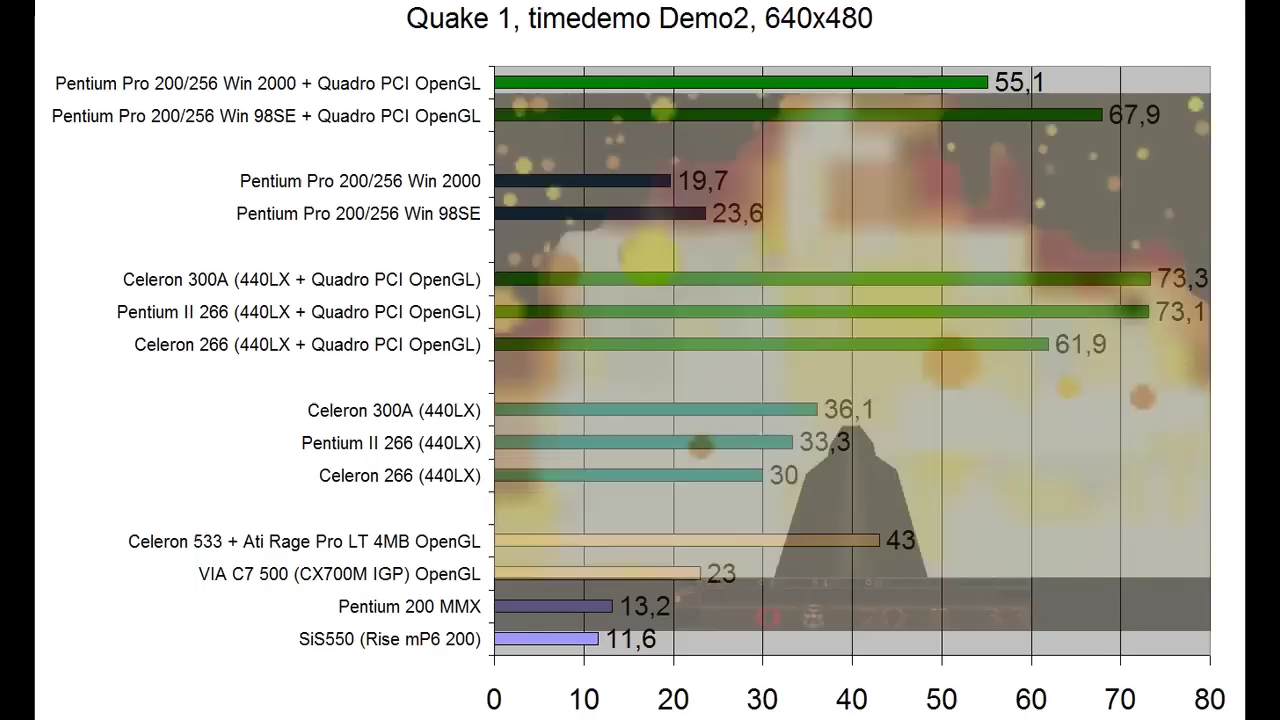 Quake 1, timedemo Demo2, 640x480
Pentium Pro 200/256 Win 2000 + Quadro PCI OpenGL 55,1
Pentium Pro 200/256 Win 98SE + Quadro PCI OpenGL 67,9
Pentium Pro 200/256 Win 2000 19,7
Pentium Pro 200/256 Win 98SE 23,6
Celeron 300A (440LX + Quadro PCI OpenGL) 73,3
Pentium II 266 (440LX + Quadro PCI OpenGL) 73,1
Celeron 266 (440LX + Quadro PCI OpenGL) 61,9
Celeron 300A (440LX) 36,1
Pentium II 266 (440LX) 33,3
Celeron 266 (440LX) 30
Celeron 533 + Ati Rage Pro LT 4MB OpenGL 43
VIA C7 500 (CX700M IGP) OpenGL 23
Pentium 200 MMX 13,2
SiS550 (Rise mP6 200) 11,6
0 10 20 30 40 50 60 70 80